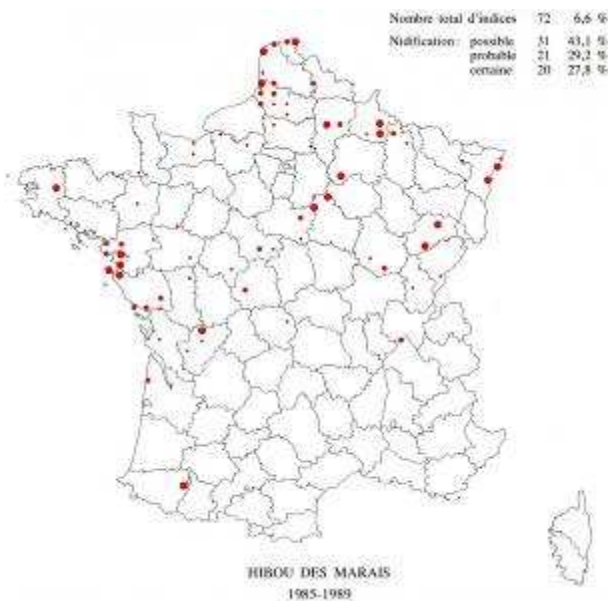 Nombre total d'indices 72 6,6 %
Nidification: possible 31 43,1 %
probable 21 29,2 %
certaine 20 27,8 %
HIBOU DES MARAIS
1985-1989